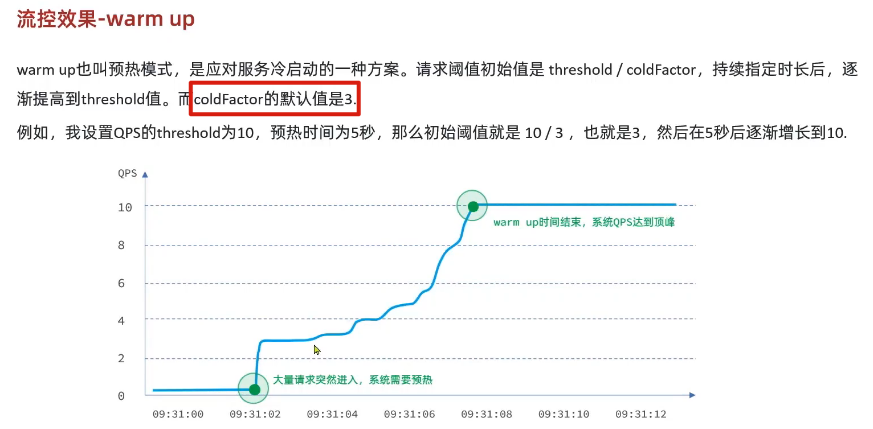 流控效果-warm up
warm up也叫预热模式，是应对服务冷启动的一种方案。请求阈值初始值是 threshold / coldFactor，持续指定时长后，逐
渐提高到threshold值。而coldFactor的默认值是3.
例如，我设置QPS的threshold为10，预热时间为5秒，那么初始阈值就是 10 / 3 ，也就是3，然后在5秒后逐渐增长到10.
QPS
10
warm up时间结束，系统QPS达到顶峰
8
6
4
2
大量请求突然进入，系统需要预热
0
09:31:00 09:31:02 09:31:04 09:31:06 09:31:08 09:31:10 09:31:12